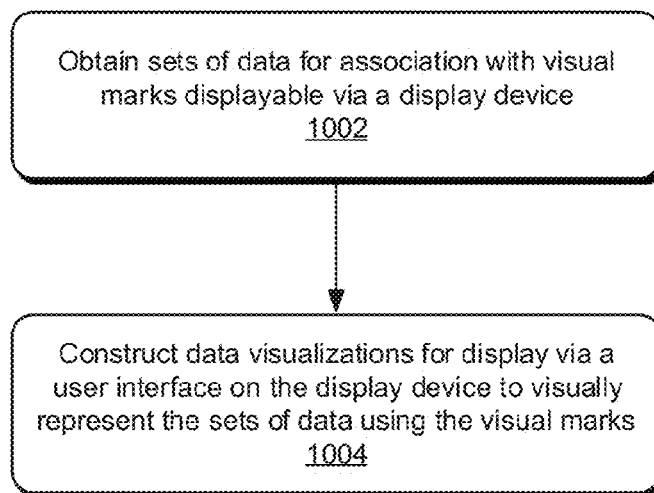 Obtain sets of data for association with visual
marks displayable via a display device
1002
Construct data visualizations for display via a
user interface on the display device to visually
represent the sets of data using the visual marks
1004